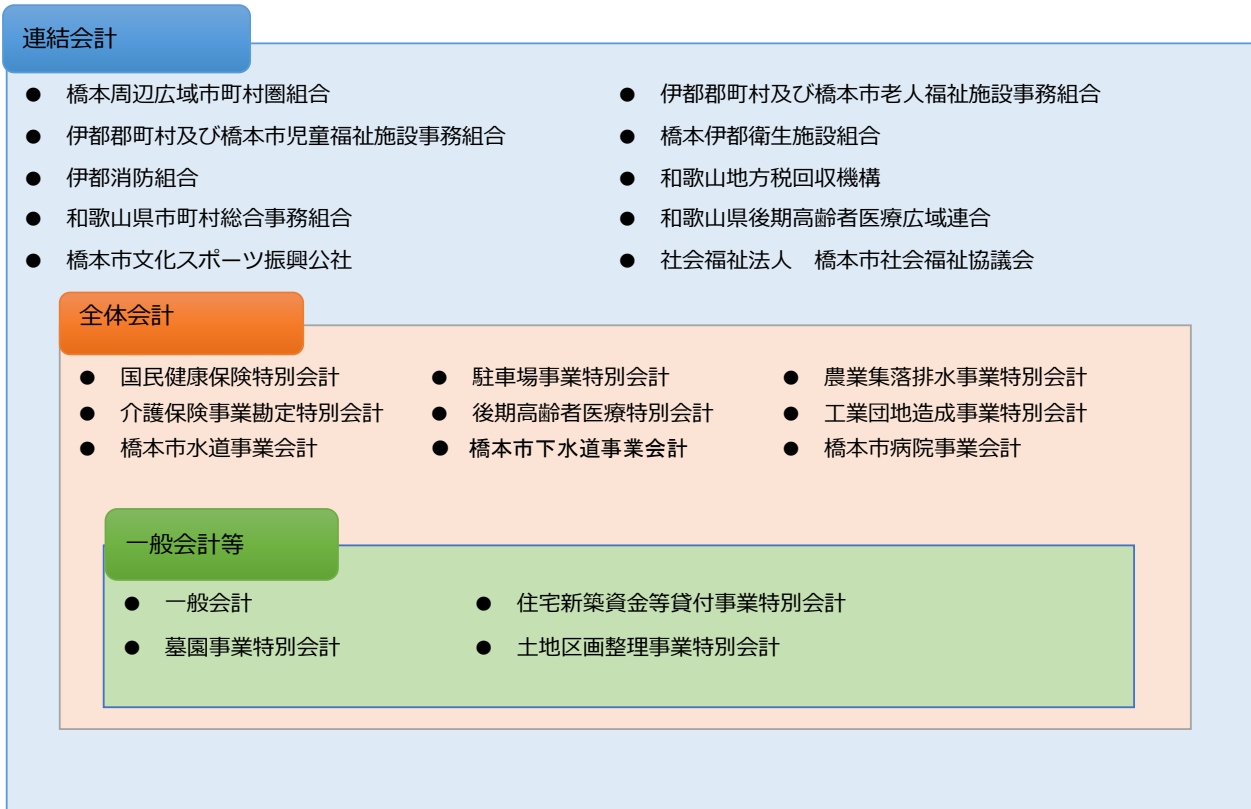 連結会計
● 橋本周辺広域市町村圏組合 ● 伊都郡町村及び橋本市老人福祉施設事務組合
● 伊都郡町村及び橋本市児童福祉施設事務組合 ● 橋本伊都衛生施設組合
● 伊都消防組合 ● 和歌山地方税回収機構
● 和歌山県市町村総合事務組合 ● 和歌山県後期高齢者医療広域連合
● 橋本市文化スポーツ振興公社 ● 社会福祉法人　橋本市社会福祉協議会
全体会計
● 国民健康保険特別会計 ● 駐車場事業特別会計 ● 農業集落排水事業特別会計
● 介護保険事業勘定特別会計 ● 後期高齢者医療特別会計 ● 工業団地造成事業特別会計
● 橋本市水道事業会計 ● 橋本市下水道事業会計 ● 橋本市病院事業会計
一般会計等
● 一般会計 ● 住宅新築資金等貸付事業特別会計
● 墓園事業特別会計 ● 土地区画整理事業特別会計